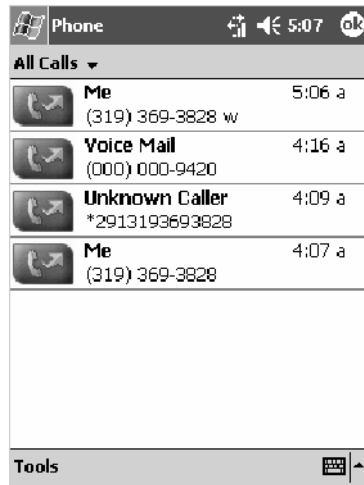 Phone 5:07 ok
All Calls
Me 5:06 a
(319) 369-3828 w
Voice Mail 4:16 a
(000) 000-9420
Unknown Caller 4:09 a
*2913193693828
Me 4:07 a
(319) 369-3828
Tools